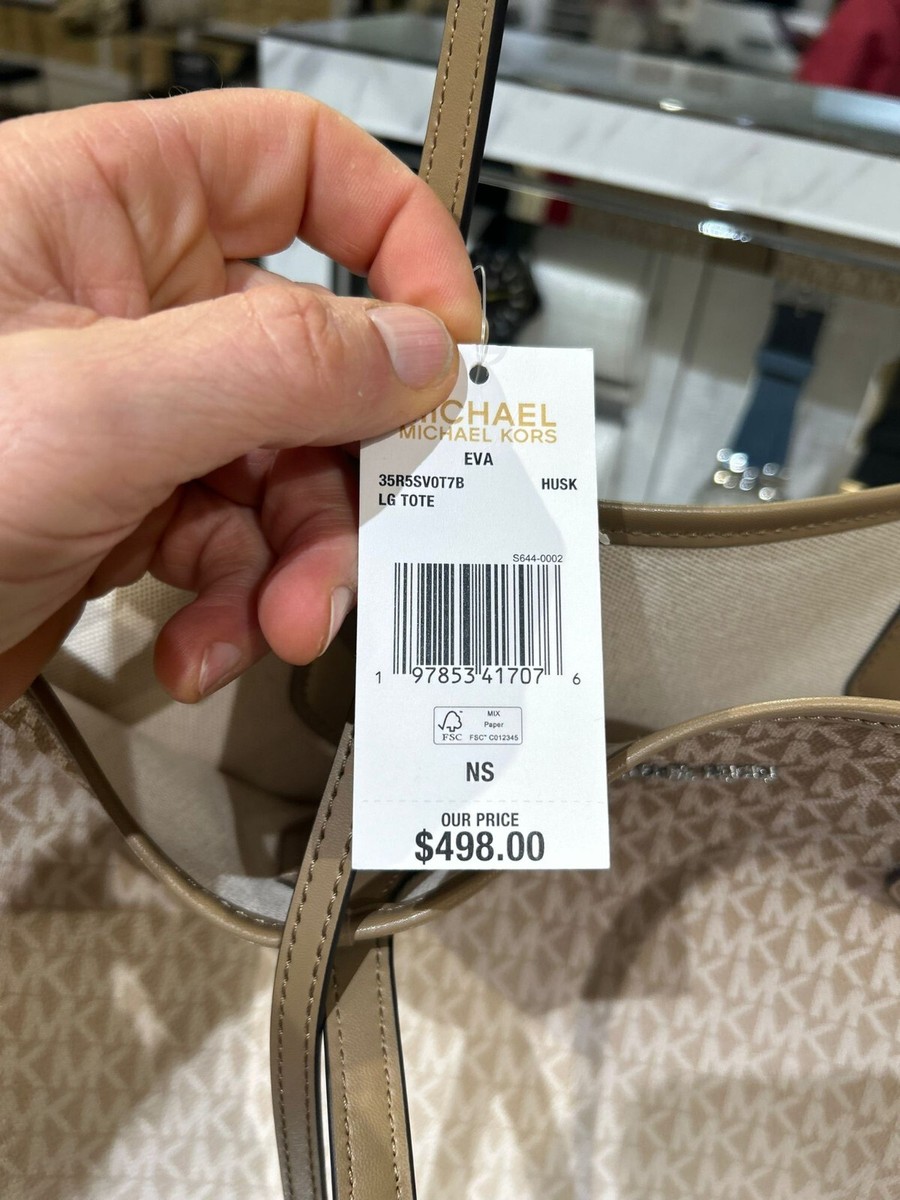 MICHAEL
MICHAEL KORS
EVA
35R5SV0T7B HUSK
LG TOTE
S644-0002
1 97853 41707 6
FSC
MIX
Paper
FSC™ C012345
NS
OUR PRICE
$498.00